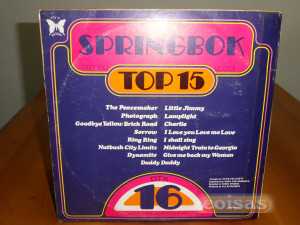 SPRINGBOK
TOP 15
The Peacemaker Little Jimmy
Photograph Lamplight
Goodbye Yellow Brick Road Charlie
Sorrow I Love you Love me Love
Ring Ring I shall sing
Nutbush City Limits Midnight Train to Georgia
Dynamite Give me back my Woman
Daddy Daddy
16
coisas